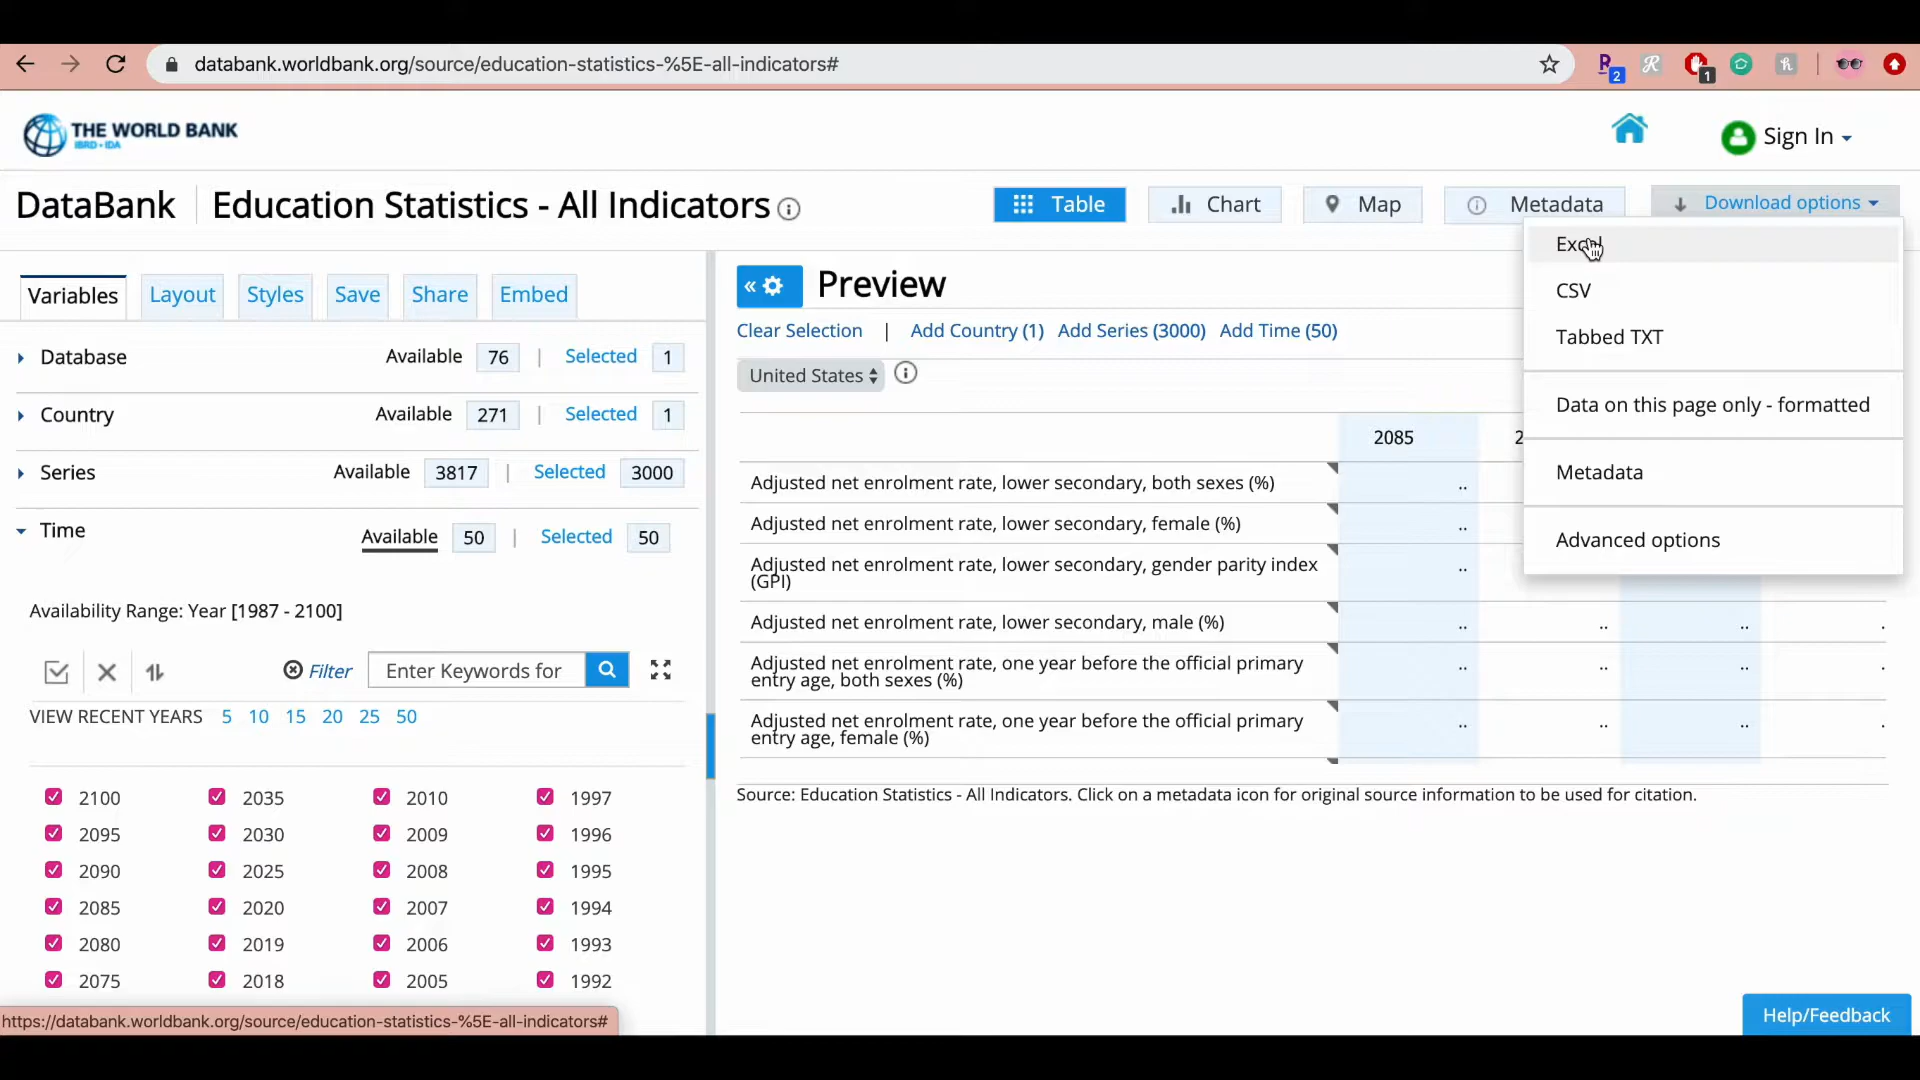 databank.worldbank.org/source/education-statistics-%5E-all-indicators#
2
1
THE WORLD BANK
IBRD • IDA
Sign In
DataBank
Education Statistics - All Indicators
Table
Chart
Map
Metadata
Download options
Variables
Layout
Styles
Save
Share
Embed
Database Available 76 | Selected 1
Country Available 271 | Selected 1
Series Available 3817 | Selected 3000
Time Available 50 | Selected 50
Availability Range: Year [1987 - 2100]
Filter
Enter Keywords for
VIEW RECENT YEARS 5 10 15 20 25 50
2100 2035 2010 1997
2095 2030 2009 1996
2090 2025 2008 1995
2085 2020 2007 1994
2080 2019 2006 1993
2075 2018 2005 1992
https://databank.worldbank.org/source/education-statistics-%5E-all-indicators#
« Preview
Clear Selection | Add Country (1) Add Series (3000) Add Time (50)
United States
2085 2
Adjusted net enrolment rate, lower secondary, both sexes (%) ..
Adjusted net enrolment rate, lower secondary, female (%) ..
Adjusted net enrolment rate, lower secondary, gender parity index ..
(GPI)
Adjusted net enrolment rate, lower secondary, male (%) .. .. .. .
Adjusted net enrolment rate, one year before the official primary .. .. .. .
entry age, both sexes (%)
Adjusted net enrolment rate, one year before the official primary .. .. .. .
entry age, female (%)
Source: Education Statistics - All Indicators. Click on a metadata icon for original source information to be used for citation.
Excel
CSV
Tabbed TXT
Data on this page only - formatted
Metadata
Advanced options
Help/Feedback